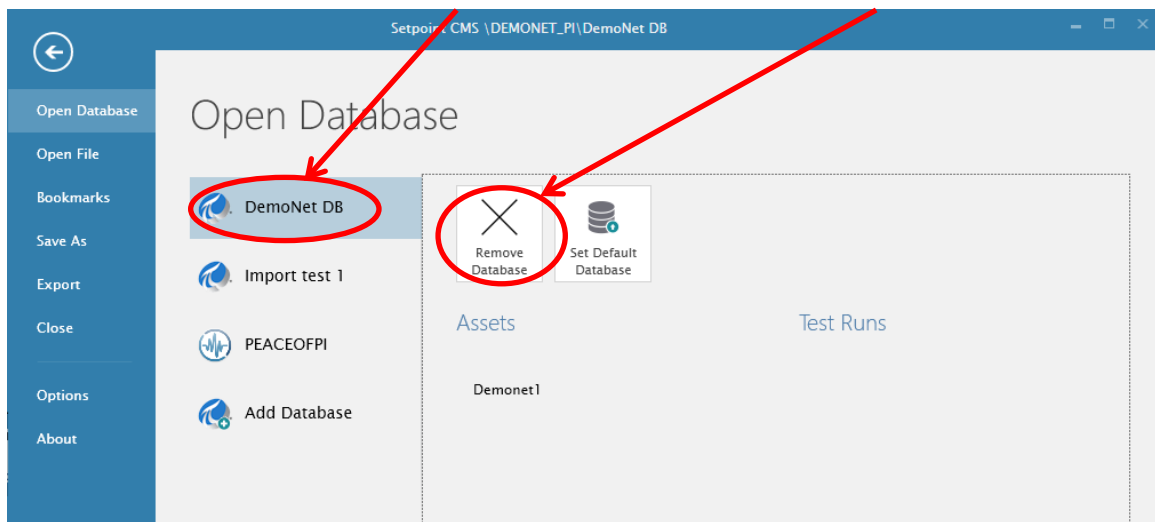 Setpoint CMS \DEMONET_PI\DemoNet DB
Open Database
Open File
Bookmarks
Save As
Export
Close
Options
About
Open Database
DemoNet DB
Import test 1
PEACEOFPI
Add Database
Remove
Database
Set Default
Database
Assets
Demonet1
Test Runs